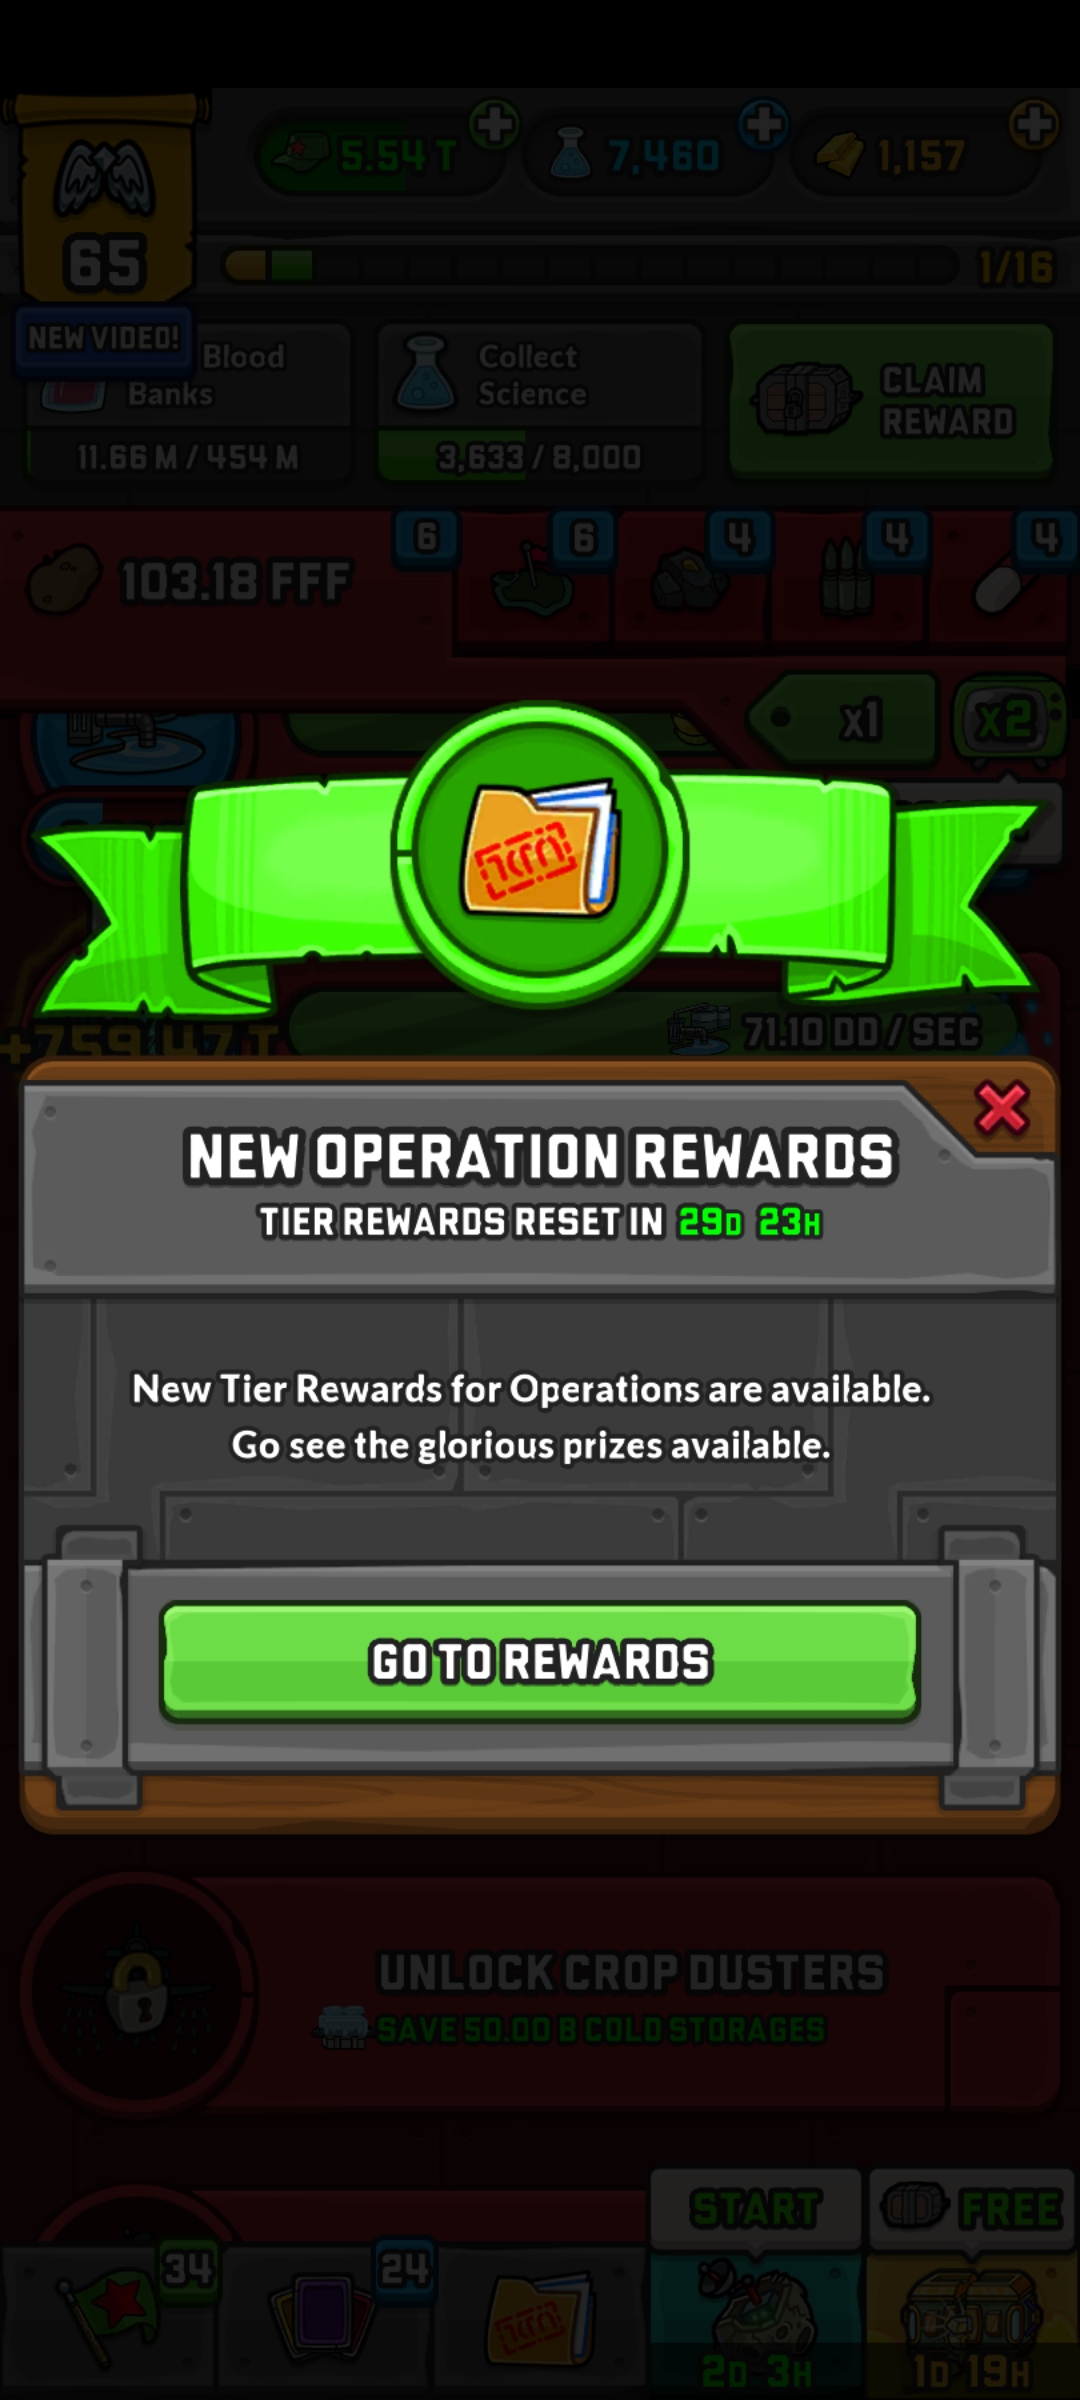 5.54 T
7,460
1,157
65
1/16
NEW VIDEO!
Blood
Banks
11.66 M / 454 M
Collect
Science
3,633 / 8,000
CLAIM
REWARD
103.18 FFF
6
6
4
4
4
x1
x2
+759.47 T
71.10 DD / SEC
NEW OPERATION REWARDS
TIER REWARDS RESET IN 29D 23H
New Tier Rewards for Operations are available.
Go see the glorious prizes available.
GO TO REWARDS
UNLOCK CROP DUSTERS
SAVE 50.00 B COLD STORAGES
START
FREE
34
24
2D 3H
1D 19H